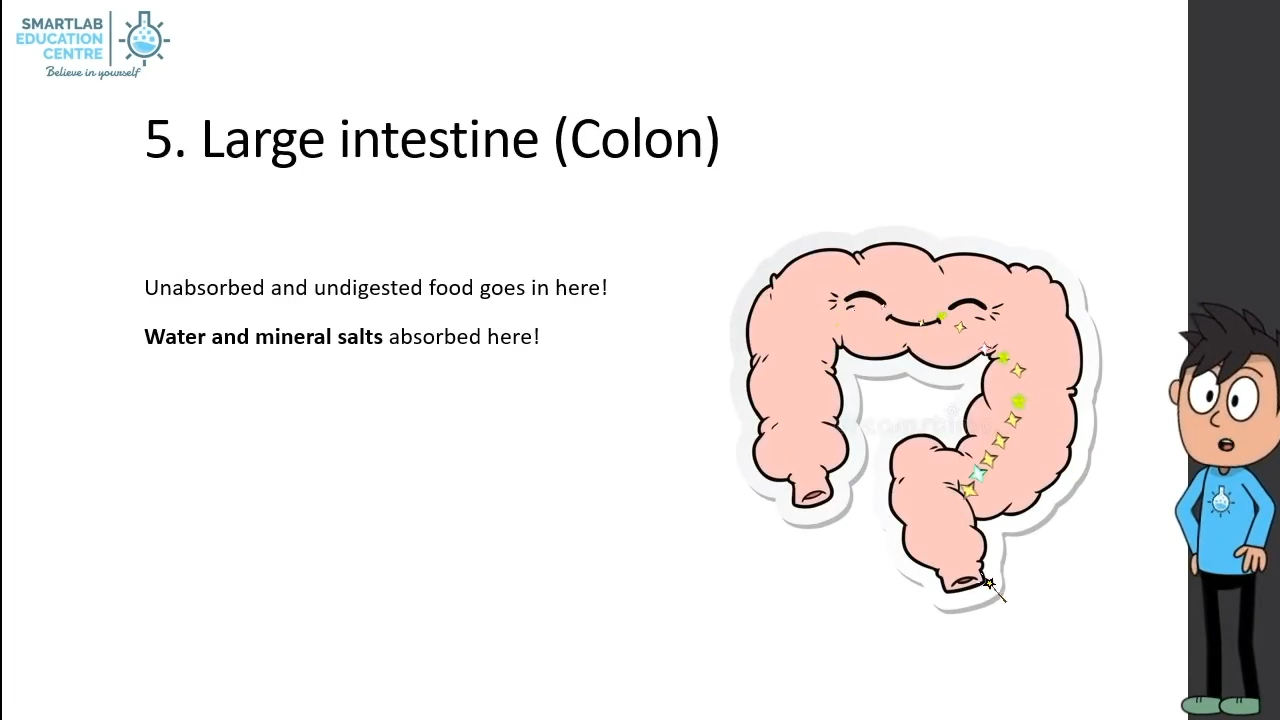 SMARTLAB
EDUCATION
CENTRE
Believe in yourself
5. Large intestine (Colon)
Unabsorbed and undigested food goes in here!
Water and mineral salts absorbed here!